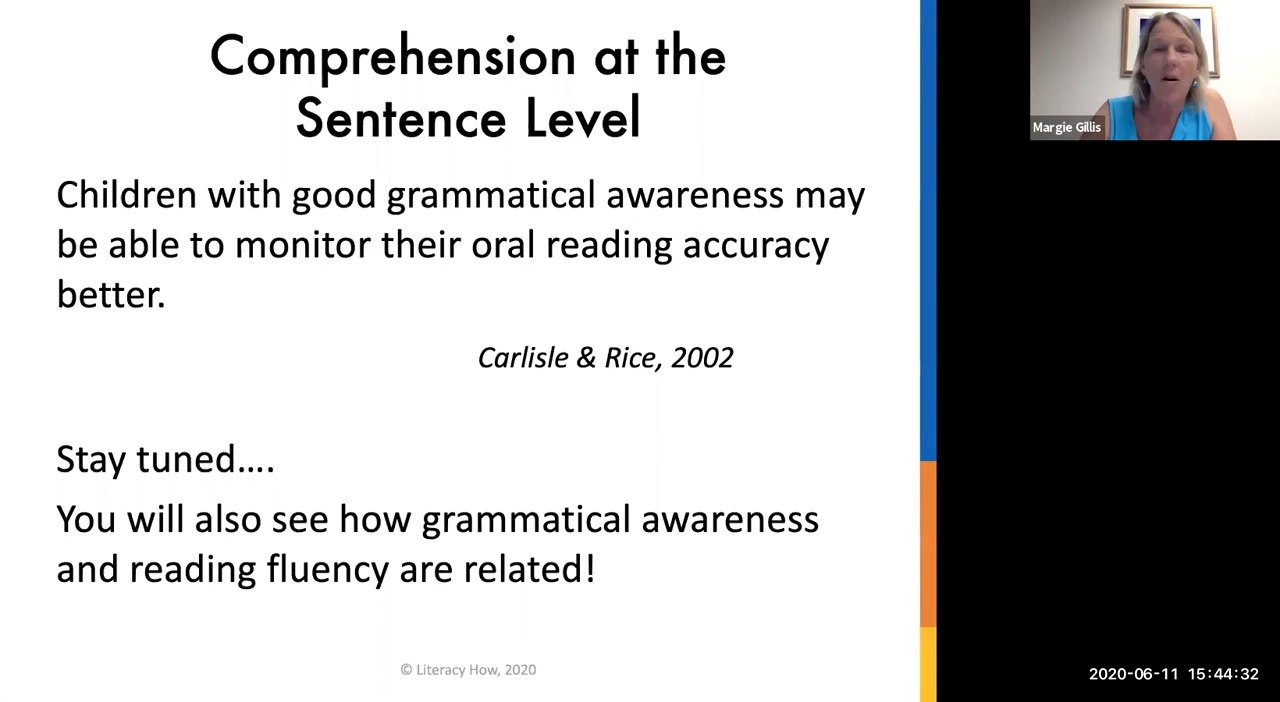 Comprehension at the
Sentence Level
Children with good grammatical awareness may
be able to monitor their oral reading accuracy
better.
Carlisle & Rice, 2002
Stay tuned....
You will also see how grammatical awareness
and reading fluency are related!
© Literacy How, 2020
Margie Gillis
2020-06-11 15:44:32